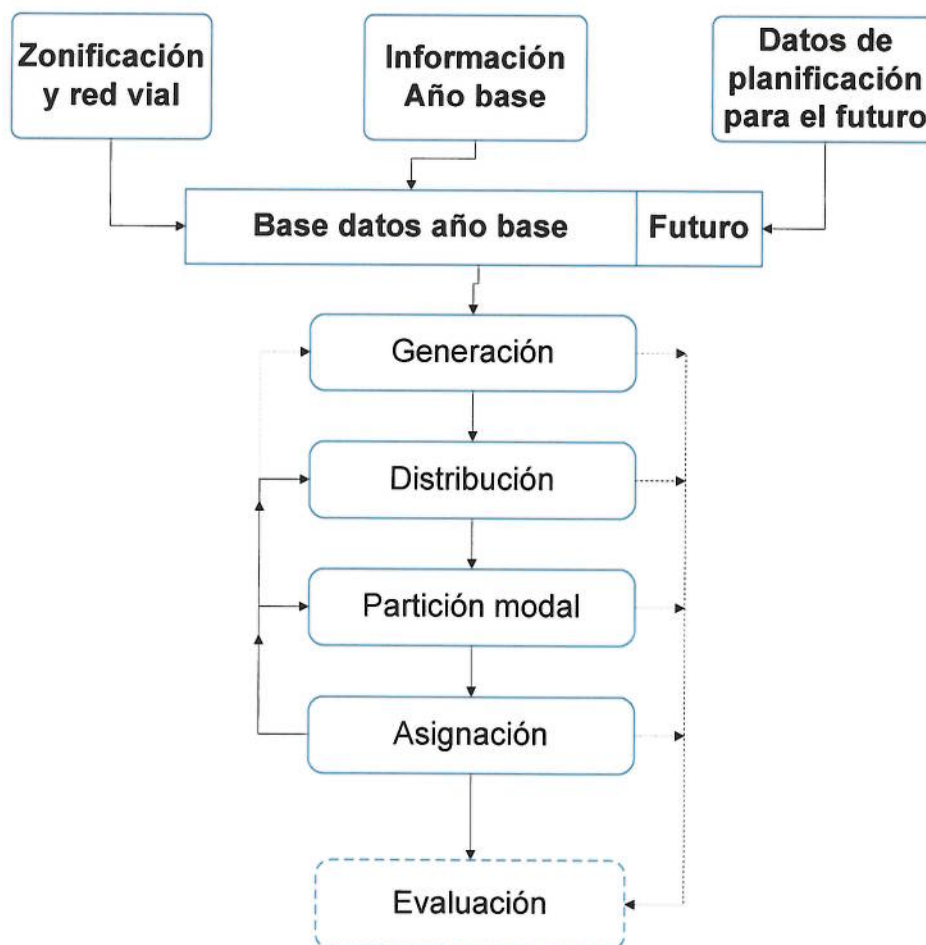 Zonificación
y red vial
Información
Año base
Datos de
planificación
para el futuro
Base datos año base
Futuro
Generación
Distribución
Partición modal
Asignación
Evaluación